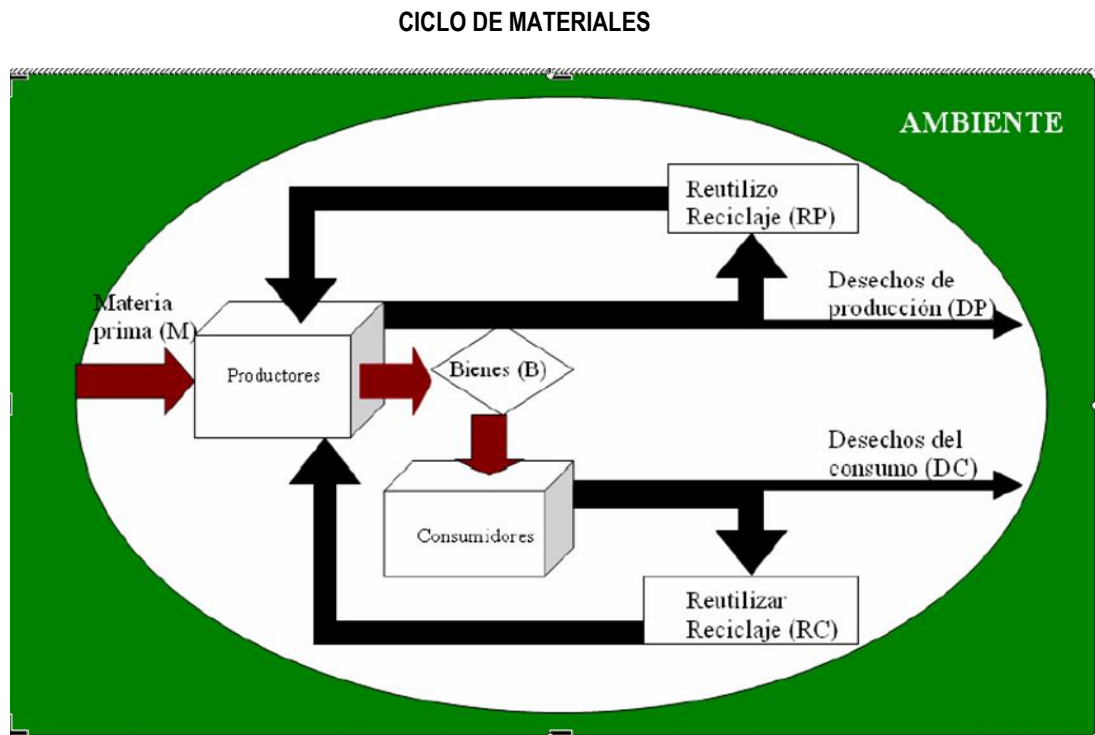 CICLO DE MATERIALES
AMBIENTE
Reutilizo
Reciclaje (RP)
Desechos de
producción (DP)
Materia
prima (M)
Productores
Bienes (B)
Desechos del
consumo (DC)
Consumidores
Reutilizar
Reciclaje (RC)